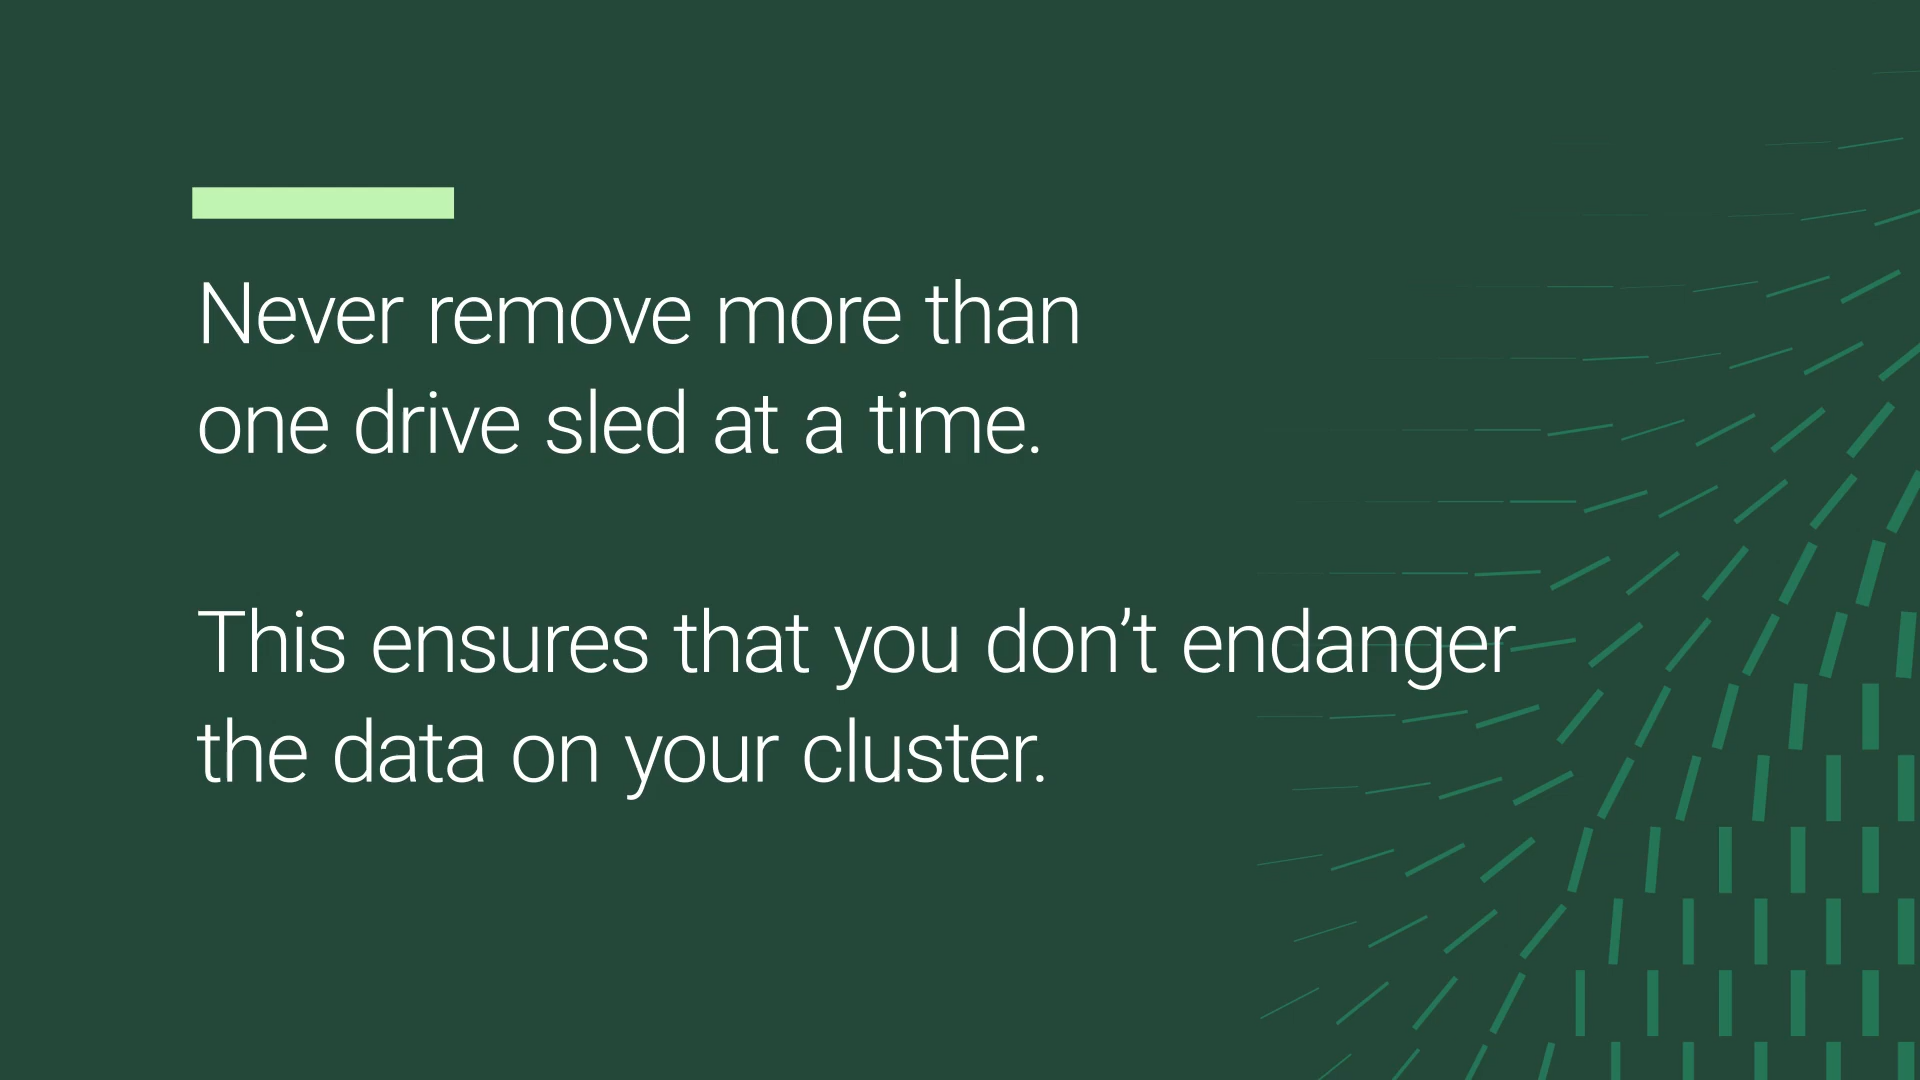 Never remove more than
one drive sled at a time.
This ensures that you don’t endanger
the data on your cluster.